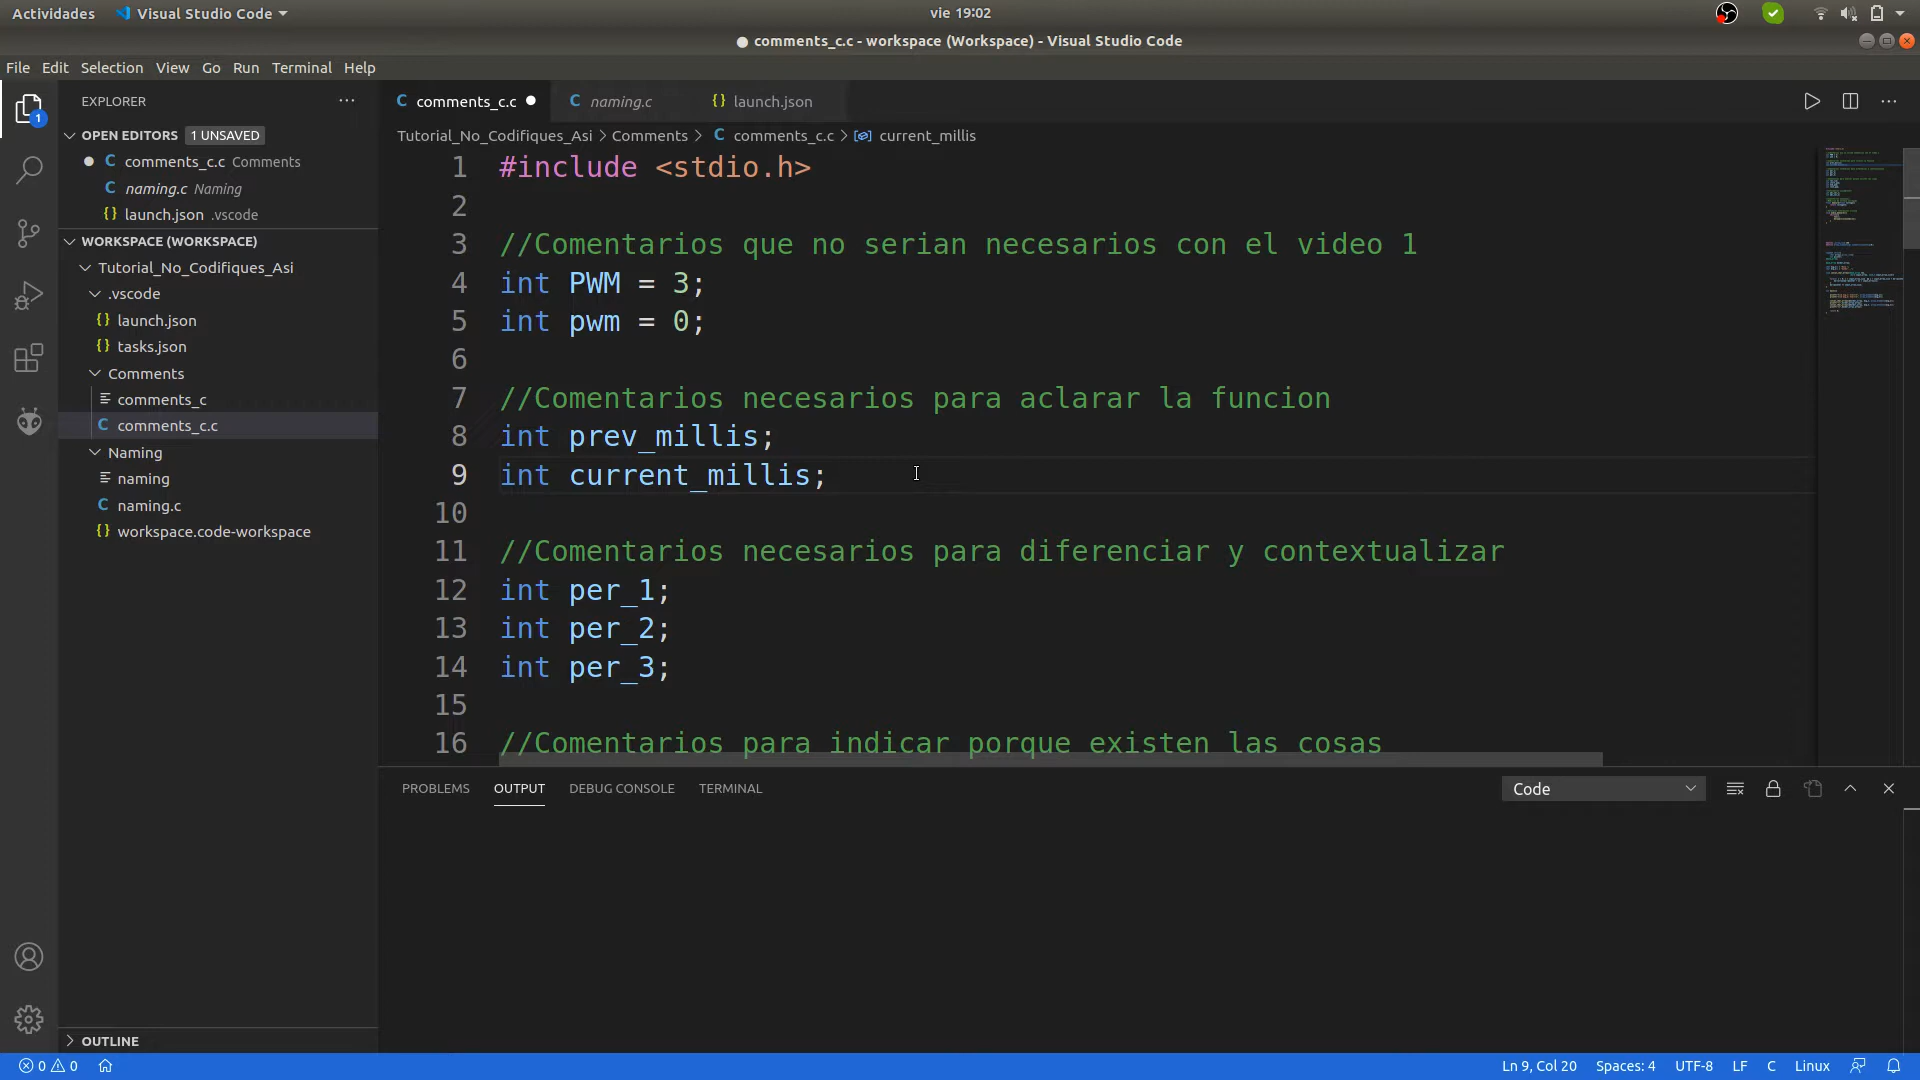 Actividades Visual Studio Code vie 19:02
comments_c.c - workspace (Workspace) - Visual Studio Code
File Edit Selection View Go Run Terminal Help
EXPLORER
OPEN EDITORS 1 UNSAVED
comments_c.c Comments
naming.c Naming
launch.json .vscode
WORKSPACE (WORKSPACE)
Tutorial_No_Codifiques_Asi
.vscode
launch.json
tasks.json
Comments
comments_c
comments_c.c
Naming
naming
naming.c
workspace.code-workspace
OUTLINE
1
comments_c.c naming.c launch.json
Tutorial_No_Codifiques_Asi > Comments > comments_c.c > current_millis
1 #include <stdio.h>
2
3 //Comentarios que no serian necesarios con el video 1
4 int PWM = 3;
5 int pwm = 0;
6
7 //Comentarios necesarios para aclarar la funcion
8 int prev_millis;
9 int current_millis;
10
11 //Comentarios necesarios para diferenciar y contextualizar
12 int per_1;
13 int per_2;
14 int per_3;
15
16 //Comentarios para indicar porque existen las cosas
PROBLEMS OUTPUT DEBUG CONSOLE TERMINAL Code
0 0 Ln 9, Col 20 Spaces: 4 UTF-8 LF C Linux